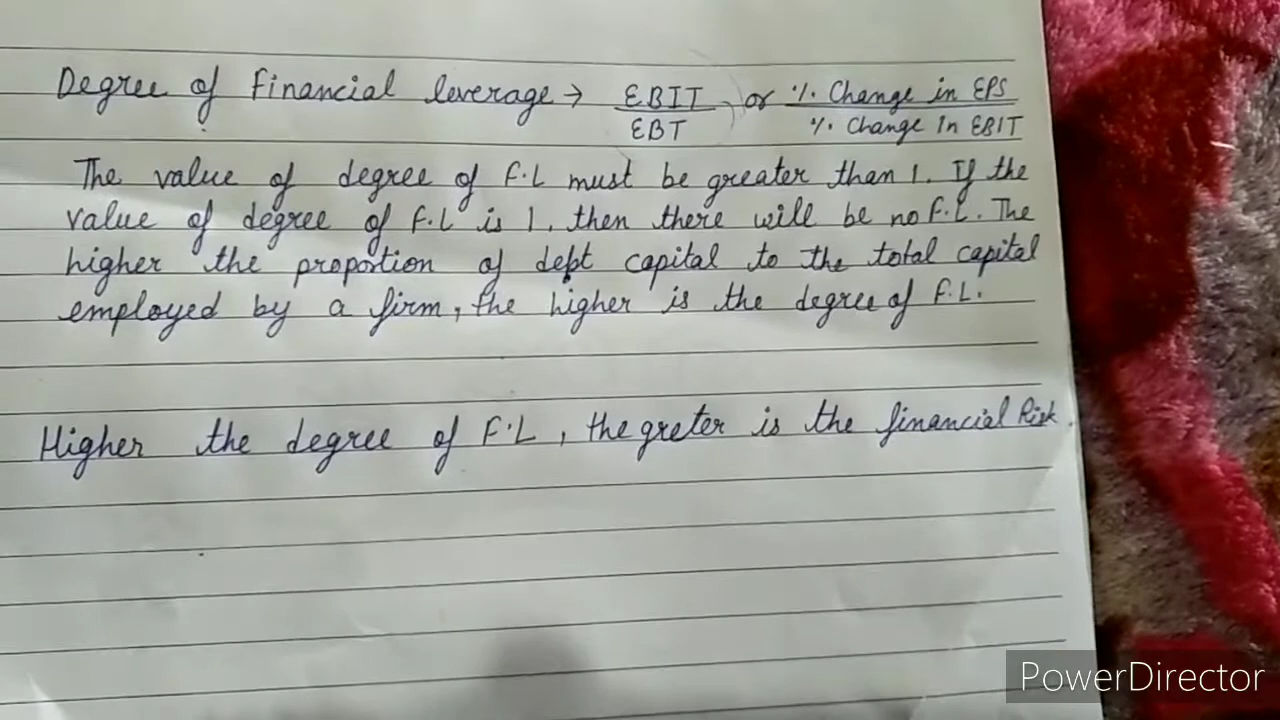 Degree of Financial leverage → EBIT / EBT or % Change in EPS / % Change In EBIT
The value of degree of F.L must be greater than 1. If the
value of degree of F.L is 1, then there will be no F.L. The
higher the proportion of debt capital to the total capital
employed by a firm, the higher is the degree of F.L.
Higher the degree of F.L, the greter is the financial Risk.
PowerDirector